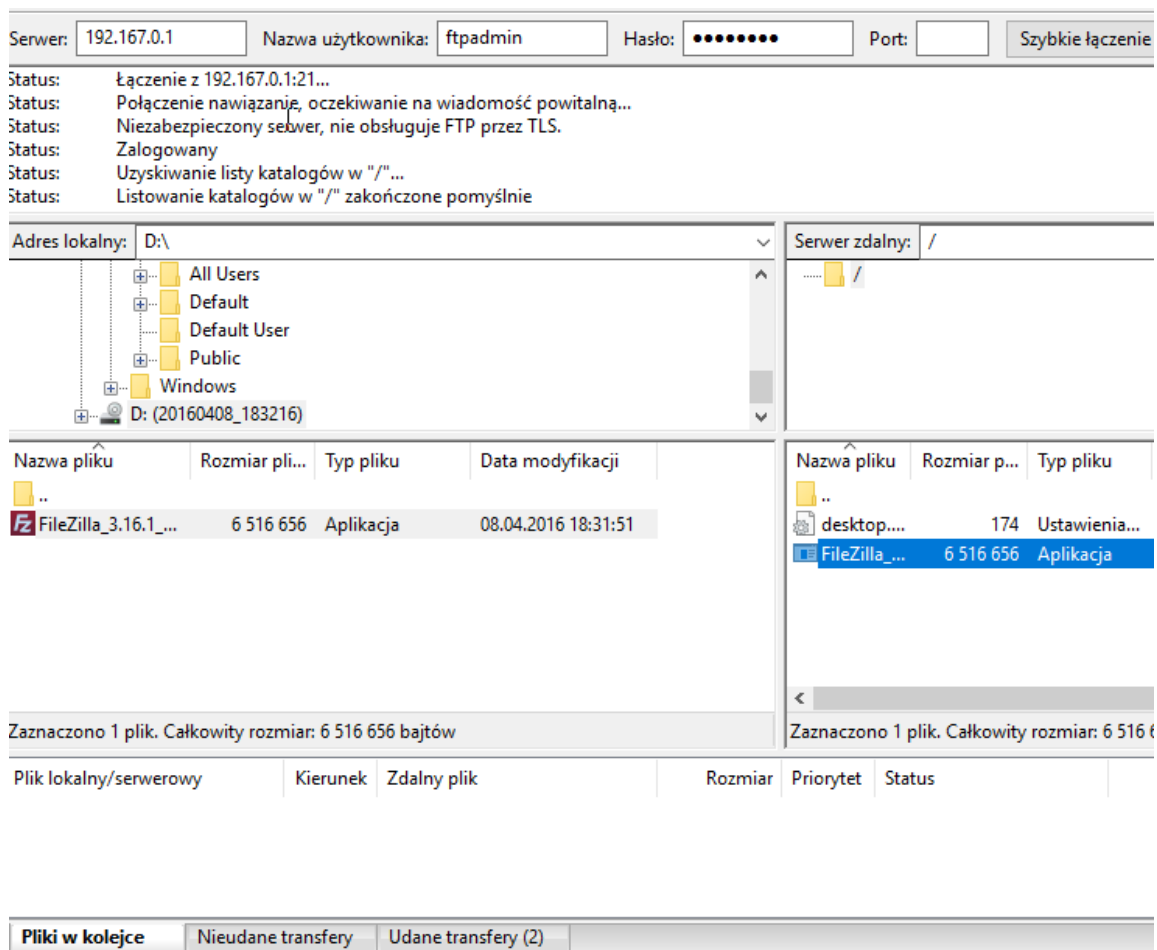 Serwer: 192.167.0.1 Nazwa użytkownika: ftpadmin Hasło: •••••••• Port: Szybkie łączenie
Status: Łączenie z 192.167.0.1:21...
Status: Połączenie nawiązanie, oczekiwanie na wiadomość powitalną...
Status: Niezabezpieczony serwer, nie obsługuje FTP przez TLS.
Status: Zalogowany
Status: Uzyskiwanie listy katalogów w "/"...
Status: Listowanie katalogów w "/" zakończone pomyślnie
Adres lokalny: D:\
All Users
Default
Default User
Public
Windows
D: (20160408_183216)
Serwer zdalny: /
/
Nazwa pliku Rozmiar pli... Typ pliku Data modyfikacji
..
FileZilla_3.16.1_... 6 516 656 Aplikacja 08.04.2016 18:31:51
Zaznaczono 1 plik. Całkowity rozmiar: 6 516 656 bajtów
Nazwa pliku Rozmiar p... Typ pliku
..
desktop.... 174 Ustawienia...
FileZilla_... 6 516 656 Aplikacja
Zaznaczono 1 plik. Całkowity rozmiar: 6 516
Plik lokalny/serwerowy Kierunek Zdalny plik Rozmiar Priorytet Status
Pliki w kolejce Nieudane transfery Udane transfery (2)